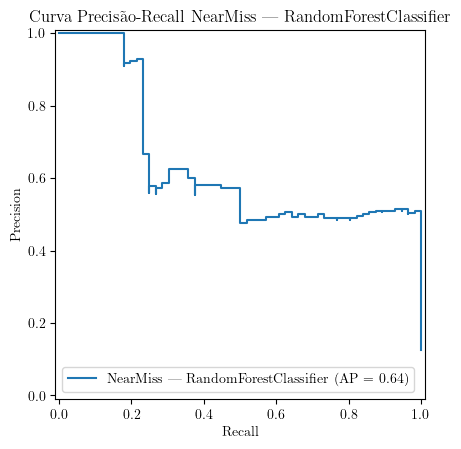 Curva Precisão-Recall NearMiss — RandomForestClassifier
1.0
0.8
0.6
0.4
0.2
0.0
Precision
NearMiss — RandomForestClassifier (AP = 0.64)
0.0 0.2 0.4 0.6 0.8 1.0
Recall